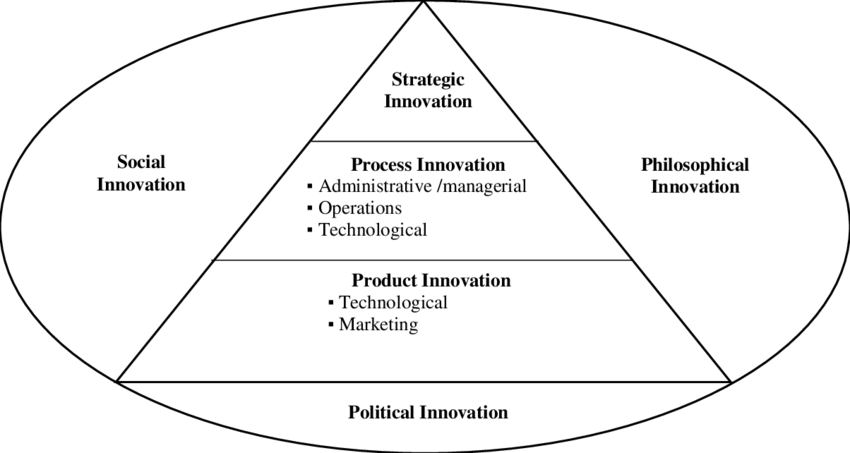 Strategic
Innovation
Social
Innovation
Process Innovation
▪ Administrative /managerial
▪ Operations
▪ Technological
Philosophical
Innovation
Product Innovation
▪ Technological
▪ Marketing
Political Innovation